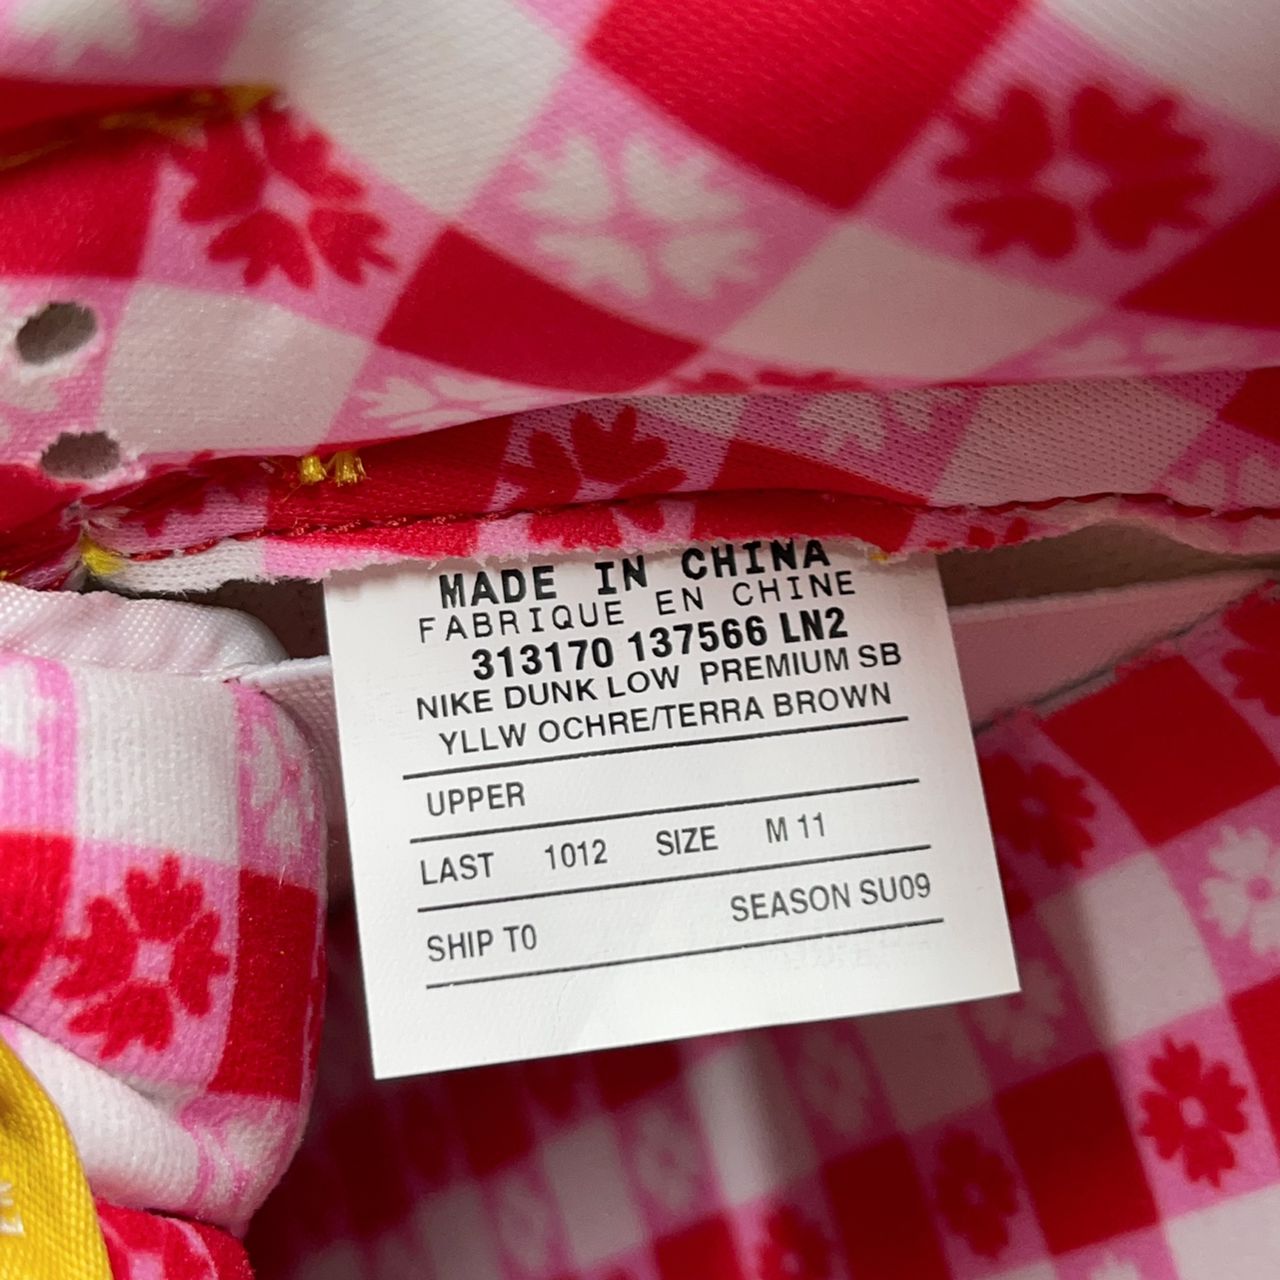 MADE IN CHINA
FABRIQUE EN CHINE
313170 137566 LN2
NIKE DUNK LOW PREMIUM SB
YLLW OCHRE/TERRA BROWN
UPPER
LAST 1012 SIZE M 11
SHIP TO SEASON SU09